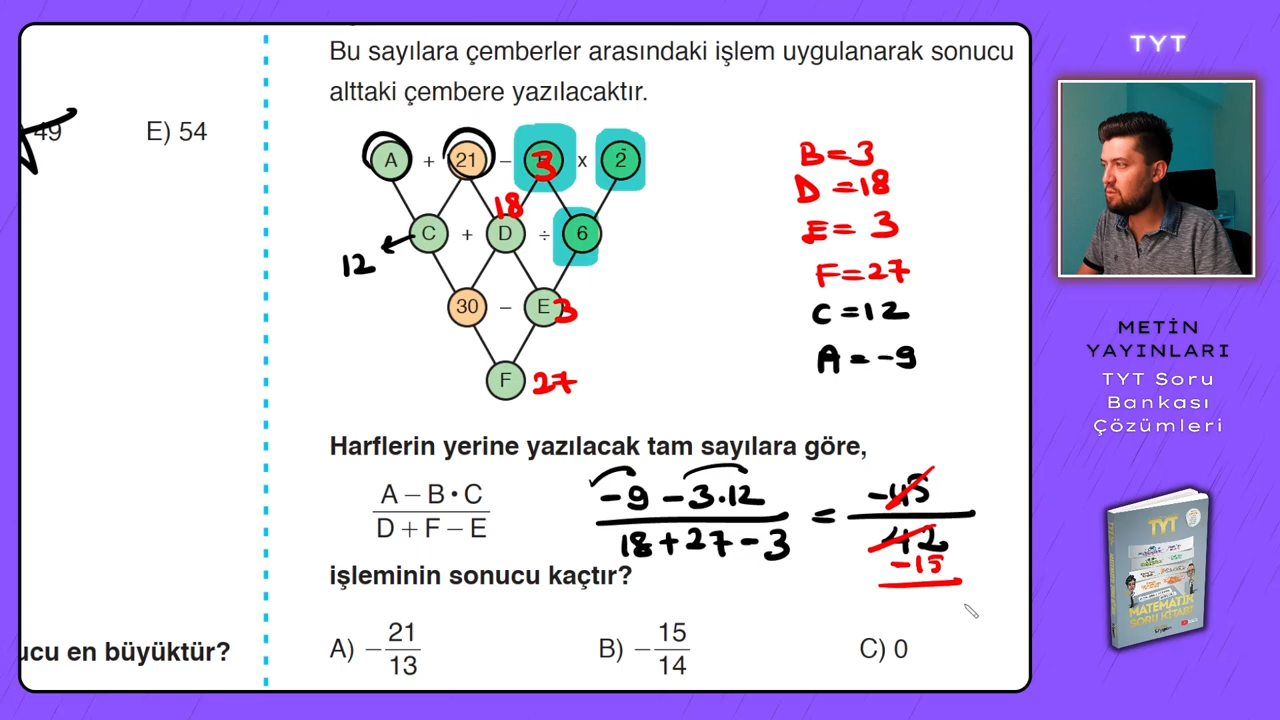 Bu sayılara çemberler arasındaki işlem uygulanarak sonucu
alttaki çembere yazılacaktır.
49 E) 54
A + 21 - 3 x 2
18
C + D ÷ 6
12
30 - E 3
F 27
B=3
D=18
E=3
F=27
C=12
A=-9
Harflerin yerine yazılacak tam sayılara göre,
A – B • C
D + F – E
-9 -3.12
18+27-3
=
-45
42
-15
işleminin sonucu kaçtır?
A) -21/13 B) -15/14 C) 0
ucu en büyüktür?
TYT
METİN
YAYINLARI
TYT Soru
Bankası
Çözümleri
TYT
MATEMATİK
SORU KİTABI